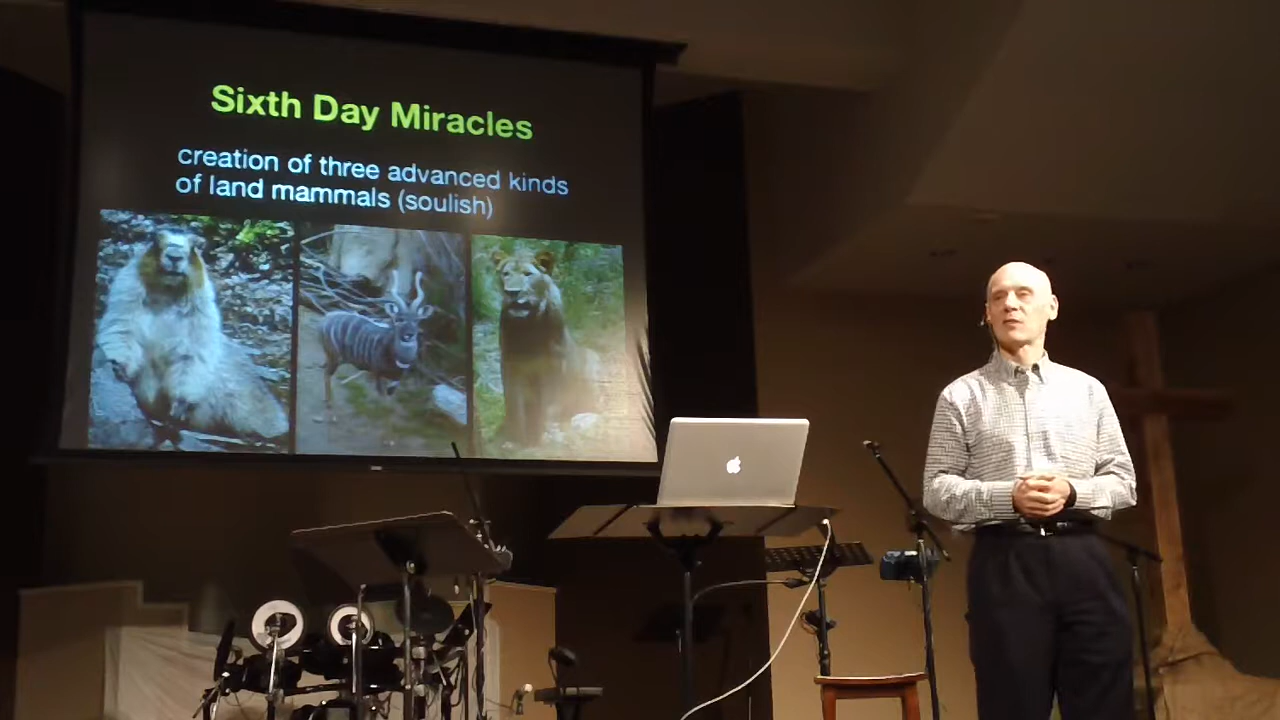 Sixth Day Miracles
creation of three advanced kinds
of land mammals (soulish)